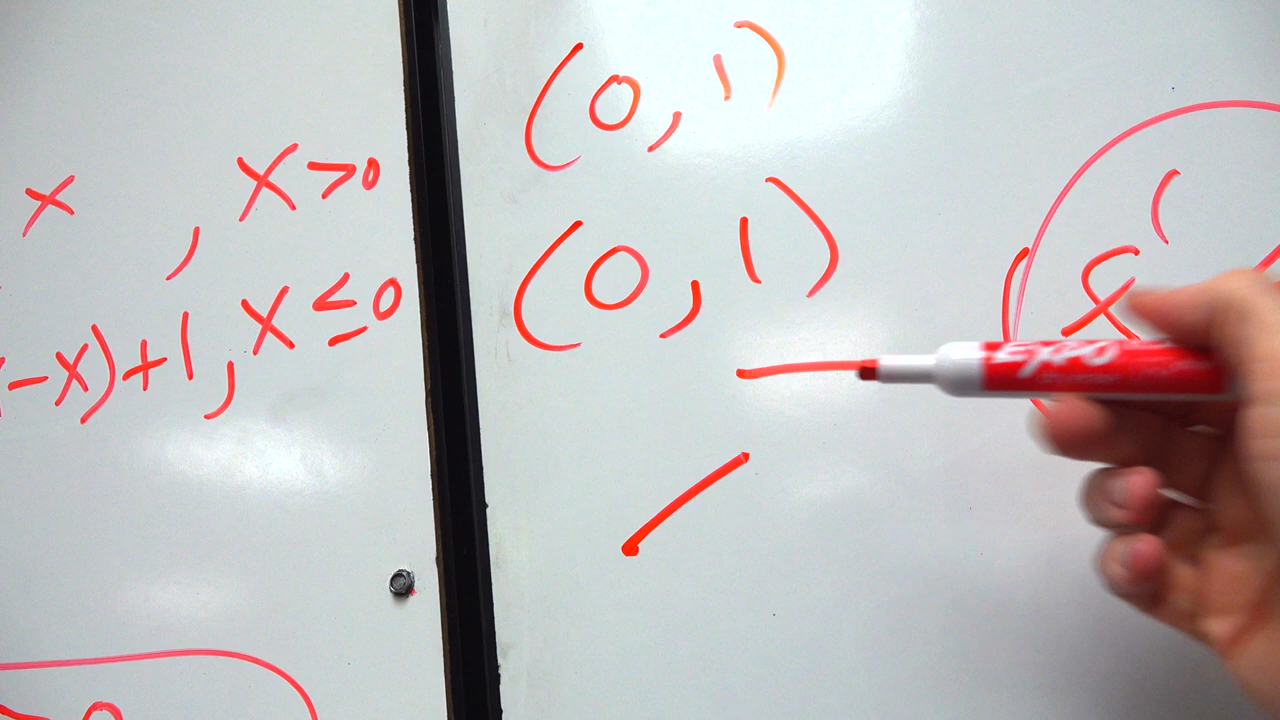 x , x > 0
-x) + 1, x ≤ 0
(0, 1)
(0, 1)
EXPO